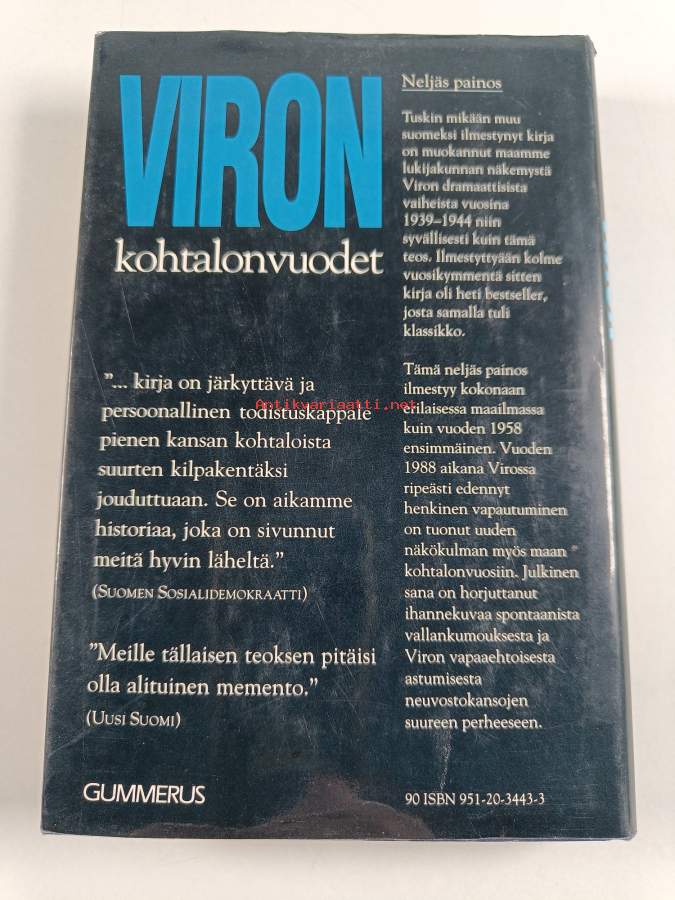 VIRON
kohtalonvuodet
"... kirja on järkyttävä ja
persoonallinen todistuskappale
pienen kansan kohtaloista
suurten kilpakentäksi
jouduttuaan. Se on aikamme
historiaa, joka on sivunnut
meitä hyvin läheltä."
(SUOMEN SOSIALIDEMOKRAATTI)
"Meille tällaisen teoksen pitäisi
olla alituinen memento."
(UUSI SUOMI)
GUMMERUS
Neljäs painos
Tuskin mikään muu
suomeksi ilmestynyt kirja
on muokannut maamme
lukijakunnan näkemystä
Viron dramaattisista
vaiheista vuosina
1939–1944 niin
syvällisesti kuin tämä
teos. Ilmestyttyään kolme
vuosikymmentä sitten
kirja oli heti bestseller,
josta samalla tuli
klassikko.
Tämä neljäs painos
ilmestyy kokonaan
erilaisessa maailmassa
kuin vuoden 1958
ensimmäinen. Vuoden
1988 aikana Virossa
ripeästi edennyt
henkinen vapautuminen
on tuonut uuden
näkökulman myös maan
kohtalonvuosiin. Julkinen
sana on horjuttanut
ihannekuvaa spontaanista
vallankumouksesta ja
Viron vapaaehtoisesta
astumisesta
neuvostokansojen
suureen perheeseen.
90 ISBN 951-20-3443-3
Antikvariaatti.net